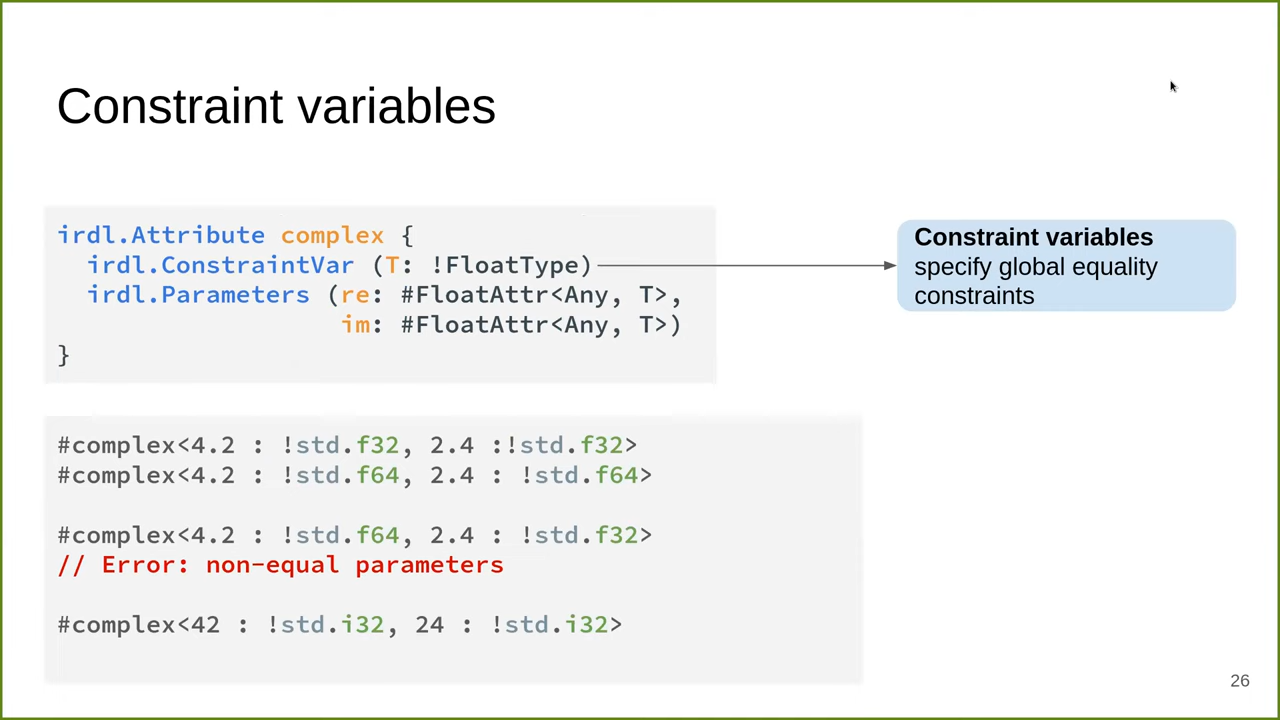 Constraint variables
irdl.Attribute complex {
  irdl.ConstraintVar (T: !FloatType)
  irdl.Parameters (re: #FloatAttr<Any, T>,
                   im: #FloatAttr<Any, T>)
}
Constraint variables
specify global equality
constraints
#complex<4.2 : !std.f32, 2.4 :!std.f32>
#complex<4.2 : !std.f64, 2.4 : !std.f64>
#complex<4.2 : !std.f64, 2.4 : !std.f32>
// Error: non-equal parameters
#complex<42 : !std.i32, 24 : !std.i32>
26